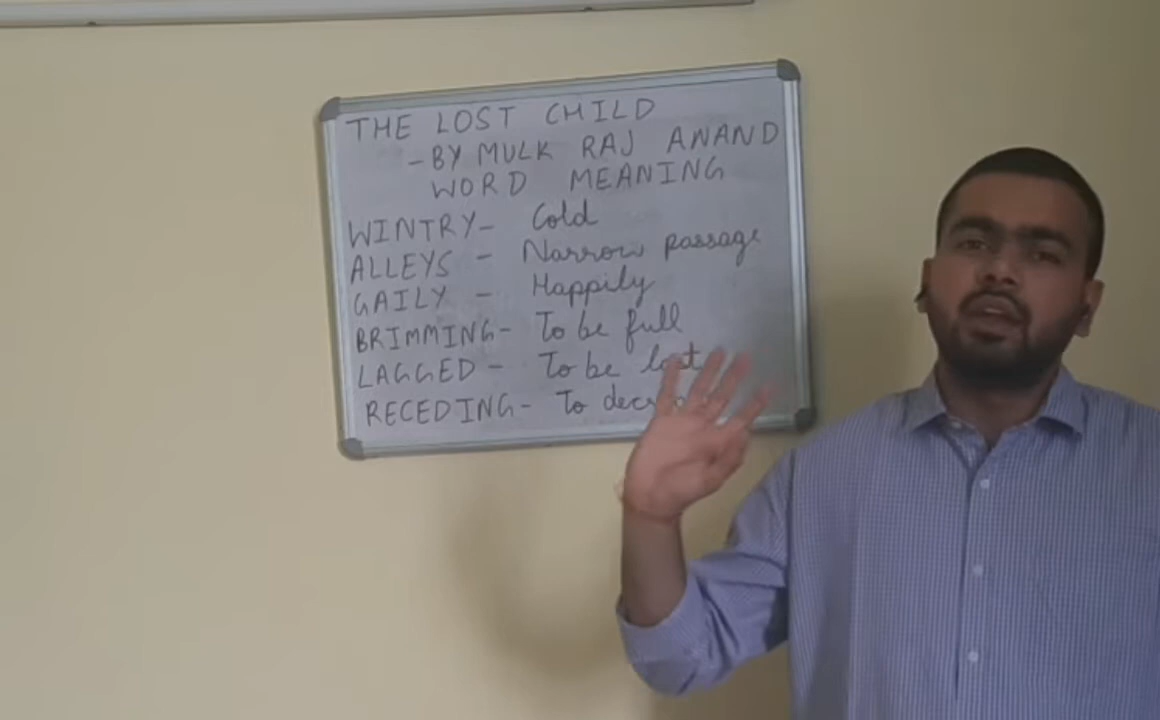 THE LOST CHILD
- BY MULK RAJ ANAND
WORD MEANING
WINTRY - Cold
ALLEYS - Narrow passage
GAILY - Happily
BRIMMING - To be full
LAGGED - To be
RECEDING - To